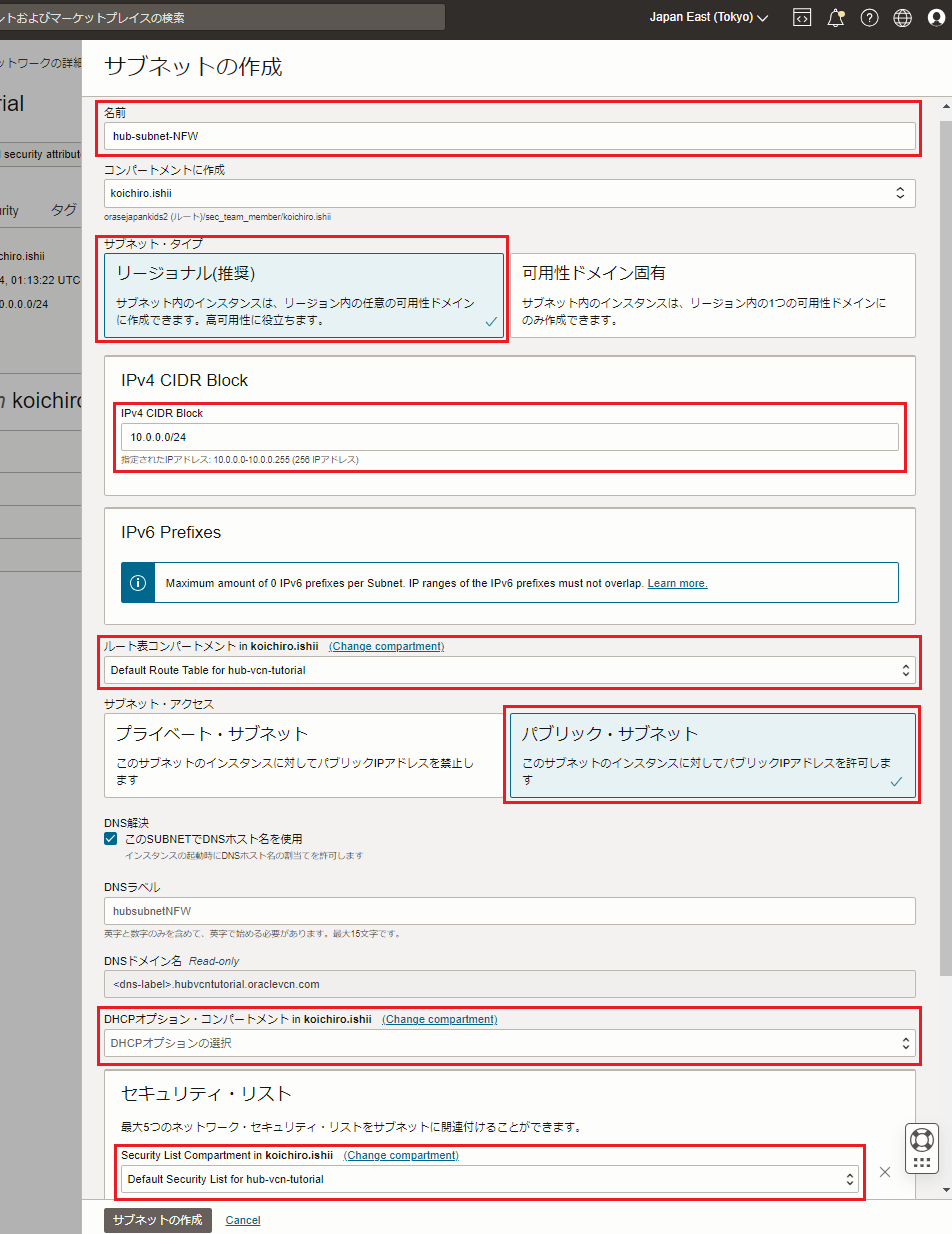 ントおよびマーケットプレイスの検索
Japan East (Tokyo)
ットワークの詳細
サブネットの作成
rial
security attribut
rity タグ
chiro.ishii
4, 01:13:22 UTC
0.0.0.0/24
koichiro
名前
hub-subnet-NFW
コンパートメントに作成
koichiro.ishii
orasejapankids2 (ルート)/sec_team_member/koichiro.ishii
サブネット・タイプ
リージョナル(推奨)
サブネット内のインスタンスは、リージョン内の任意の可用性ドメイン
に作成できます。高可用性に役立ちます。
可用性ドメイン固有
サブネット内のインスタンスは、リージョン内の1つの可用性ドメインに
のみ作成できます。
IPv4 CIDR Block
IPv4 CIDR Block
10.0.0.0/24
指定されたIPアドレス: 10.0.0.0-10.0.0.255 (256 IPアドレス)
IPv6 Prefixes
Maximum amount of 0 IPv6 prefixes per Subnet. IP ranges of the IPv6 prefixes must not overlap. Learn more.
ルート表コンパートメント in koichiro.ishii (Change compartment)
Default Route Table for hub-vcn-tutorial
サブネット・アクセス
プライベート・サブネット
このサブネットのインスタンスに対してパブリックIPアドレスを禁止し
ます
パブリック・サブネット
このサブネットのインスタンスに対してパブリックIPアドレスを許可しま
す
DNS解決
このSUBNETでDNSホスト名を使用
インスタンスの起動時にDNSホスト名の割当てを許可します
DNSラベル
hubsubnetNFW
英字と数字のみを含めて、英字で始める必要があります。最大15文字です。
DNSドメイン名 Read-only
<dns-label>.hubvcntutorial.oraclevcn.com
DHCPオプション・コンパートメント in koichiro.ishii (Change compartment)
DHCPオプションの選択
セキュリティ・リスト
最大5つのネットワーク・セキュリティ・リストをサブネットに関連付けることができます。
Security List Compartment in koichiro.ishii (Change compartment)
Default Security List for hub-vcn-tutorial
サブネットの作成 Cancel